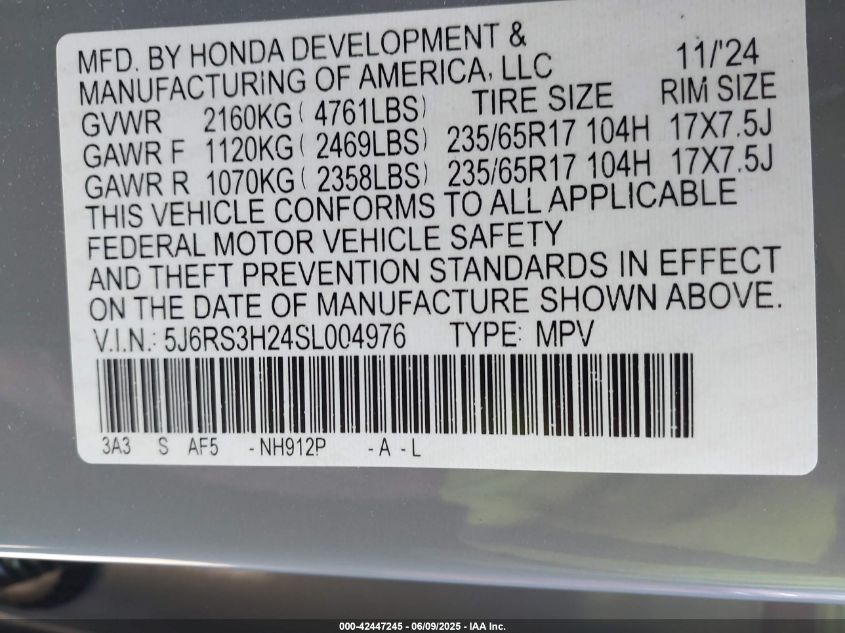 MFD. BY HONDA DEVELOPMENT &
MANUFACTURING OF AMERICA, LLC 11/'24
GVWR 2160KG ( 4761LBS) TIRE SIZE RIM SIZE
GAWR F 1120KG ( 2469LBS) 235/65R17 104H 17X7.5J
GAWR R 1070KG ( 2358LBS) 235/65R17 104H 17X7.5J
THIS VEHICLE CONFORMS TO ALL APPLICABLE
FEDERAL MOTOR VEHICLE SAFETY
AND THEFT PREVENTION STANDARDS IN EFFECT
ON THE DATE OF MANUFACTURE SHOWN ABOVE.
V.I.N.: 5J6RS3H24SL004976 TYPE: MPV
3A3 S AF5 -NH912P -A -L
000-42447245 - 06/09/2025 - IAA Inc.